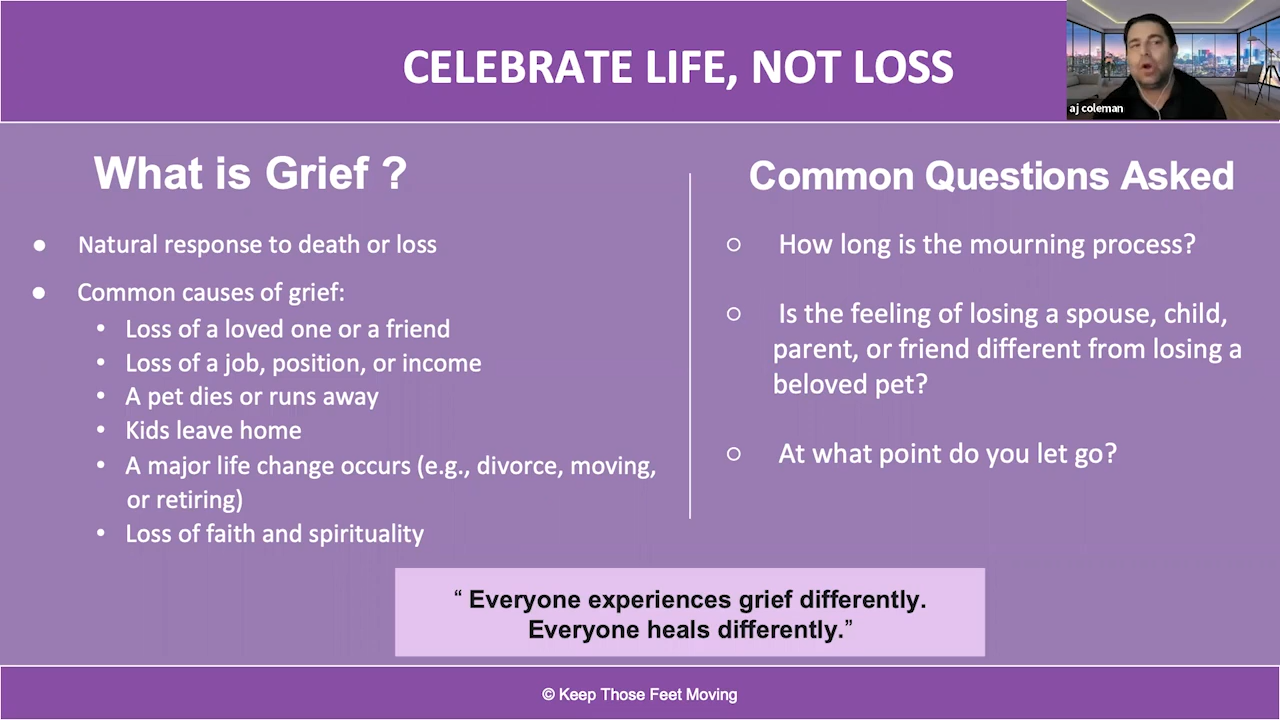 CELEBRATE LIFE, NOT LOSS
aj coleman
What is Grief ?
● Natural response to death or loss
● Common causes of grief:
• Loss of a loved one or a friend
• Loss of a job, position, or income
• A pet dies or runs away
• Kids leave home
• A major life change occurs (e.g., divorce, moving,
or retiring)
• Loss of faith and spirituality
Common Questions Asked
○ How long is the mourning process?
○ Is the feeling of losing a spouse, child,
parent, or friend different from losing a
beloved pet?
○ At what point do you let go?
“ Everyone experiences grief differently.
Everyone heals differently.”
© Keep Those Feet Moving